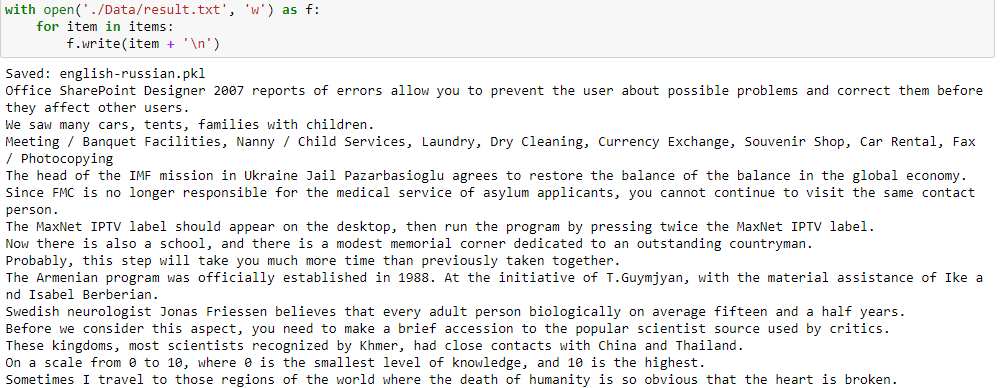 with open('./Data/result.txt', 'w') as f:
    for item in items:
        f.write(item + '\n')
Saved: english-russian.pkl
Office SharePoint Designer 2007 reports of errors allow you to prevent the user about possible problems and correct them before
they affect other users.
We saw many cars, tents, families with children.
Meeting / Banquet Facilities, Nanny / Child Services, Laundry, Dry Cleaning, Currency Exchange, Souvenir Shop, Car Rental, Fax
/ Photocopying
The head of the IMF mission in Ukraine Jail Pazarbasioglu agrees to restore the balance of the balance in the global economy.
Since FMC is no longer responsible for the medical service of asylum applicants, you cannot continue to visit the same contact
person.
The MaxNet IPTV label should appear on the desktop, then run the program by pressing twice the MaxNet IPTV label.
Now there is also a school, and there is a modest memorial corner dedicated to an outstanding countryman.
Probably, this step will take you much more time than previously taken together.
The Armenian program was officially established in 1988. At the initiative of T.Guymjyan, with the material assistance of Ike a
nd Isabel Berberian.
Swedish neurologist Jonas Friessen believes that every adult person biologically on average fifteen and a half years.
Before we consider this aspect, you need to make a brief accession to the popular scientist source used by critics.
These kingdoms, most scientists recognized by Khmer, had close contacts with China and Thailand.
On a scale from 0 to 10, where 0 is the smallest level of knowledge, and 10 is the highest.
Sometimes I travel to those regions of the world where the death of humanity is so obvious that the heart is broken.